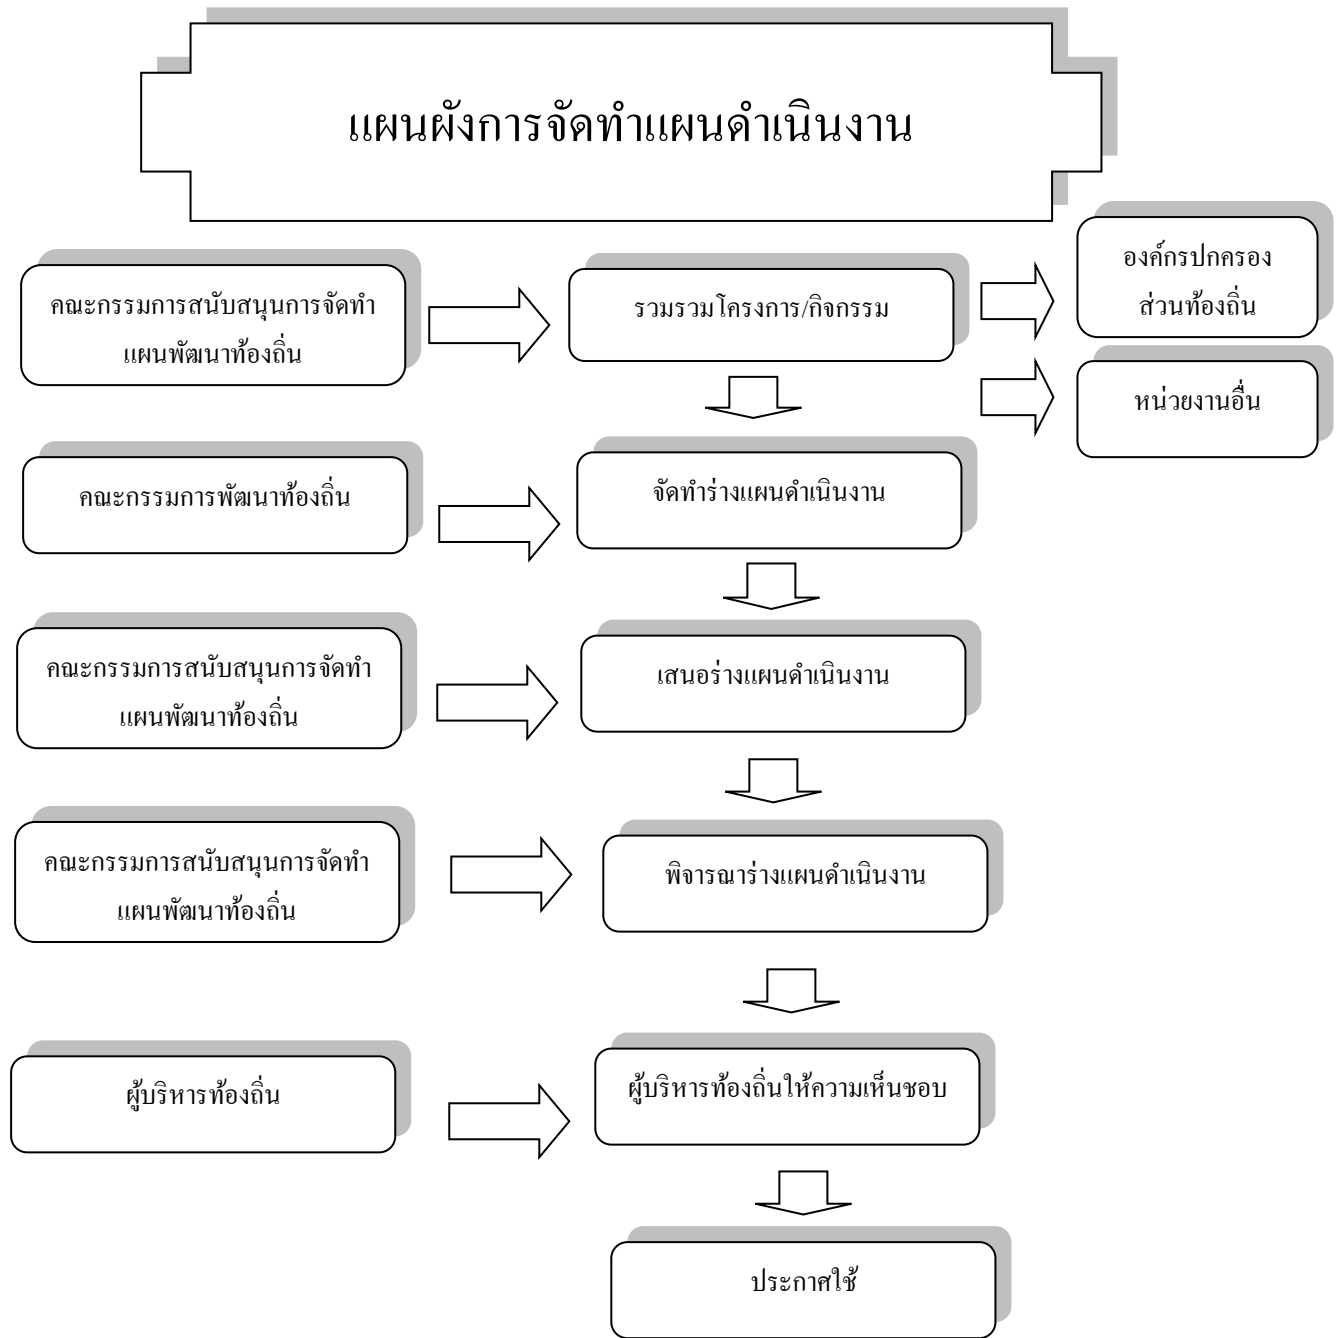 แผนผังการจัดทำแผนดำเนินงาน
คณะกรรมการสนับสนุนการจัดทำ
แผนพัฒนาท้องถิ่น
รวมรวมโครงการ/กิจกรรม
องค์กรปกครอง
ส่วนท้องถิ่น
หน่วยงานอื่น
คณะกรรมการพัฒนาท้องถิ่น
จัดทำร่างแผนดำเนินงาน
คณะกรรมการสนับสนุนการจัดทำ
แผนพัฒนาท้องถิ่น
เสนอร่างแผนดำเนินงาน
คณะกรรมการสนับสนุนการจัดทำ
แผนพัฒนาท้องถิ่น
พิจารณาร่างแผนดำเนินงาน
ผู้บริหารท้องถิ่น
ผู้บริหารท้องถิ่นให้ความเห็นชอบ
ประกาศใช้